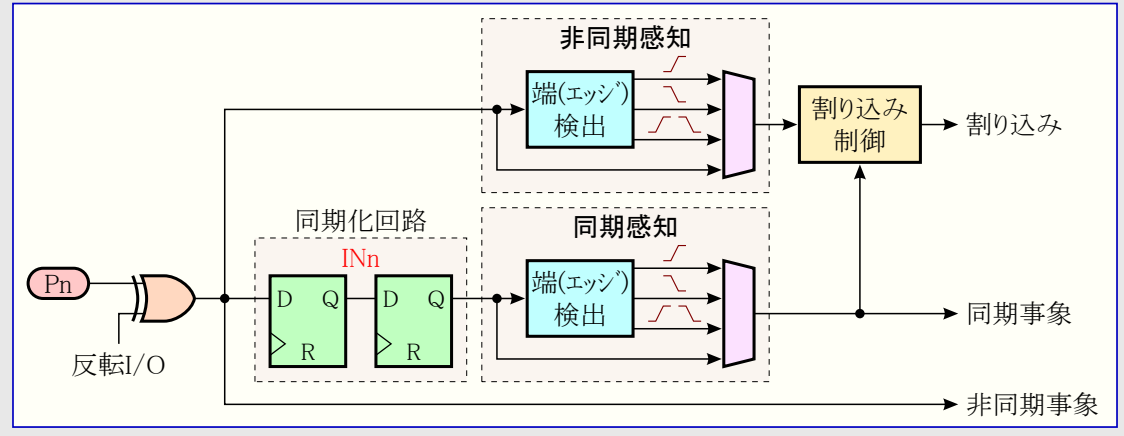 非同期感知
端(エッジ)
検出
割り込み
制御
割り込み
同期化回路
INn
同期感知
Pn
D Q
R
D Q
R
端(エッジ)
検出
同期事象
反転I/O
非同期事象